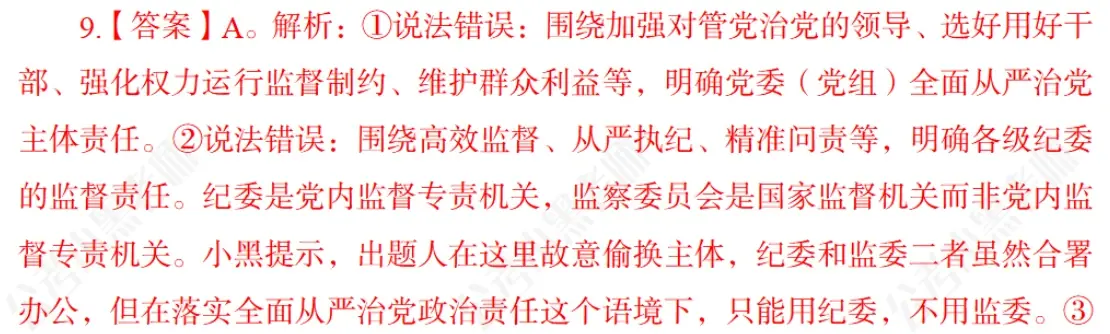 9.【答案】A。解析：①说法错误：围绕加强对管党治党的领导、选好用好干
部、强化权力运行监督制约、维护群众利益等，明确党委（党组）全面从严治党
主体责任。②说法错误：围绕高效监督、从严执纪、精准问责等，明确各级纪委
的监督责任。纪委是党内监督专责机关，监察委员会是国家监督机关而非党内监
督专责机关。小黑提示，出题人在这里故意偷换主体，纪委和监委二者虽然合署
办公，但在落实全面从严治党政治责任这个语境下，只能用纪委，不用监委。③